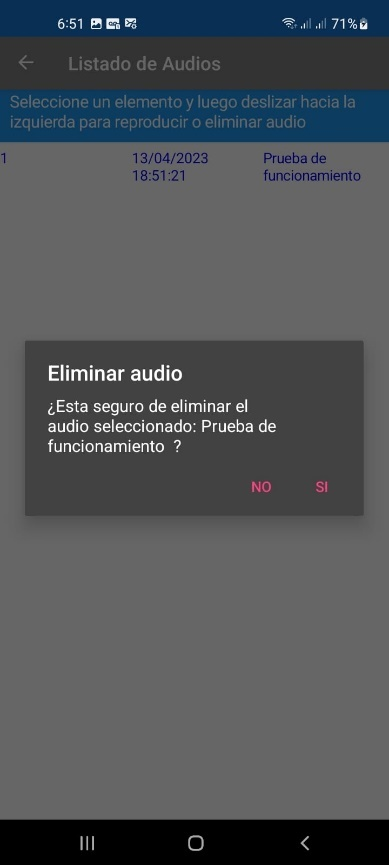 6:51
71%
Listado de Audios
Seleccione un elemento y luego deslizar hacia la
izquierda para reproducir o eliminar audio
1 13/04/2023 Prueba de
18:51:21 funcionamiento
Eliminar audio
¿Esta seguro de eliminar el
audio seleccionado: Prueba de
funcionamiento ?
NO SI